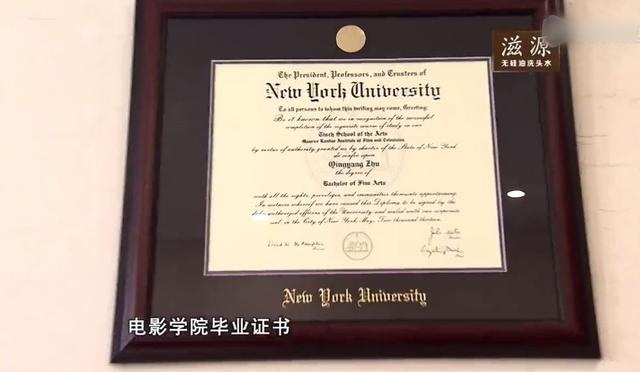 滋源
无硅油洗头水
The President, Professors, and Trustees of
New York University
To all persons to whom this writing may come, Greeting:
Be it known that we in recognition of the successful
completion of the requisite course of study in our
Tisch School of the Arts
Maurice Kanbar Institute of Film and Television
by virtue of authority granted us by charter of the State of New York
do confer upon
Qingyang Zhu
the degree of
Bachelor of Fine Arts
with all the rights, privileges, and immunities thereunto appertaining.
In witness whereof we have caused this Diploma to be signed by the
duly authorized officers of the University and sealed with our corporate
seal in the City of New York, May, Two thousand thirteen.
New York University
电影学院毕业证书